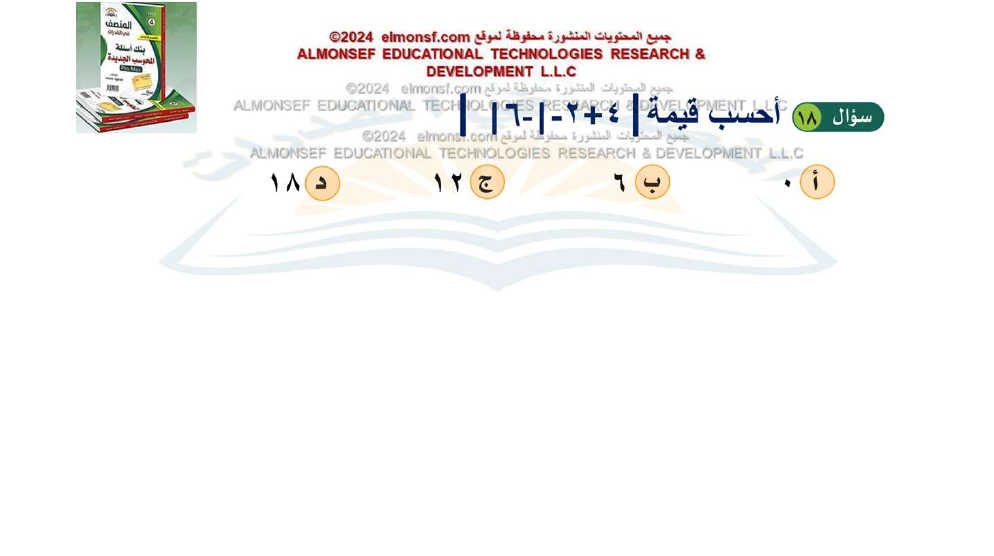 المنصف
في القدرات
بنك أسئلة
المحوسب الجديدة
جميع المحتويات المنشورة محفوظة لموقع elmonsf.com ©2024
ALMONSEF EDUCATIONAL TECHNOLOGIES RESEARCH &
DEVELOPMENT L.L.C
جميع المحتويات المنشورة محفوظة لموقع elmonsf.com ©2024
ALMONSEF EDUCATIONAL TECHNOLOGIES RESEARCH & DEVELOPMENT L.L.C
سؤال ١٨ أحسب قيمة | ٤ + ٢ - | - ٦ | |
جميع المحتويات المنشورة محفوظة لموقع elmonsf.com ©2024
ALMONSEF EDUCATIONAL TECHNOLOGIES RESEARCH & DEVELOPMENT L.L.C
أ ٠ ب ٦ ج ١٢ د ١٨